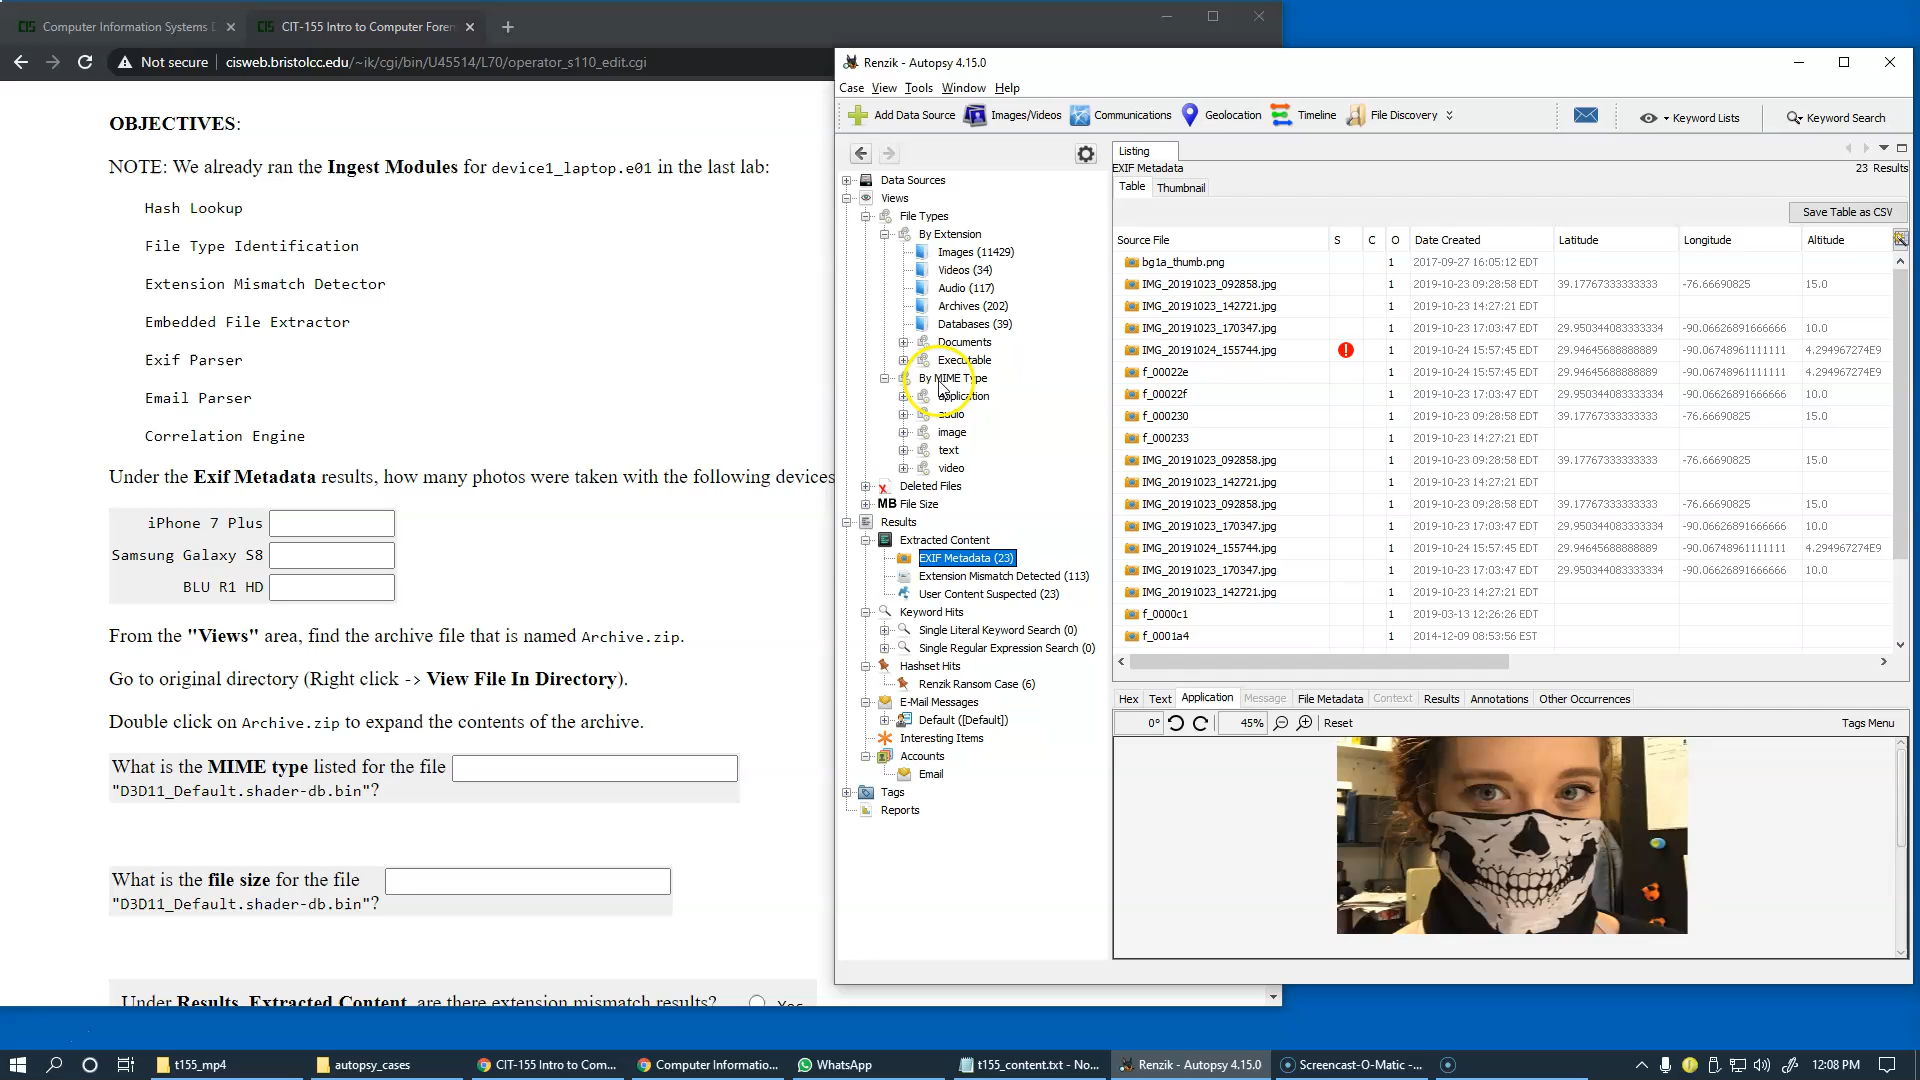 Computer Information Systems D
CIT-155 Intro to Computer Foren
Not secure
cisweb.bristolcc.edu/~ik/cgi/bin/U45514/L70/operator_s110_edit.cgi
OBJECTIVES:
NOTE: We already ran the Ingest Modules for device1_laptop.e01 in the last lab:
Hash Lookup
File Type Identification
Extension Mismatch Detector
Embedded File Extractor
Exif Parser
Email Parser
Correlation Engine
Under the Exif Metadata results, how many photos were taken with the following devices
iPhone 7 Plus
Samsung Galaxy S8
BLU R1 HD
From the "Views" area, find the archive file that is named Archive.zip.
Go to original directory (Right click -> View File In Directory).
Double click on Archive.zip to expand the contents of the archive.
What is the MIME type listed for the file
"D3D11_Default.shader-db.bin"?
What is the file size for the file
"D3D11_Default.shader-db.bin"?
Under Results, Extracted Content, are there extension mismatch results? Yes
Renzik - Autopsy 4.15.0
Case View Tools Window Help
Add Data Source Images/Videos Communications Geolocation Timeline File Discovery Keyword Lists Keyword Search
Data Sources
Views
File Types
By Extension
Images (11429)
Videos (34)
Audio (117)
Archives (202)
Databases (39)
Documents
Executable
By MIME Type
application
audio
image
text
video
Deleted Files
MB File Size
Results
Extracted Content
EXIF Metadata (23)
Extension Mismatch Detected (113)
User Content Suspected (23)
Keyword Hits
Single Literal Keyword Search (0)
Single Regular Expression Search (0)
Hashset Hits
Renzik Ransom Case (6)
E-Mail Messages
Default ([Default])
Interesting Items
Accounts
Email
Tags
Reports
Listing
EXIF Metadata 23 Results
Table Thumbnail
Save Table as CSV
Source File S C O Date Created Latitude Longitude Altitude
bg1a_thumb.png 1 2017-09-27 16:05:12 EDT
IMG_20191023_092858.jpg 1 2019-10-23 09:28:58 EDT 39.17767333333333 -76.66690825 15.0
IMG_20191023_142721.jpg 1 2019-10-23 14:27:21 EDT
IMG_20191023_170347.jpg 1 2019-10-23 17:03:47 EDT 29.950344083333334 -90.06626891666666 10.0
IMG_20191024_155744.jpg 1 2019-10-24 15:57:45 EDT 29.94645688888889 -90.06748961111111 4.294967274E9
f_00022e 1 2019-10-24 15:57:45 EDT 29.94645688888889 -90.06748961111111 4.294967274E9
f_00022f 1 2019-10-23 17:03:47 EDT 29.950344083333334 -90.06626891666666 10.0
f_000230 1 2019-10-23 09:28:58 EDT 39.17767333333333 -76.66690825 15.0
f_000233 1 2019-10-23 14:27:21 EDT
IMG_20191023_092858.jpg 1 2019-10-23 09:28:58 EDT 39.17767333333333 -76.66690825 15.0
IMG_20191023_142721.jpg 1 2019-10-23 14:27:21 EDT
IMG_20191023_092858.jpg 1 2019-10-23 09:28:58 EDT 39.17767333333333 -76.66690825 15.0
IMG_20191023_170347.jpg 1 2019-10-23 17:03:47 EDT 29.950344083333334 -90.06626891666666 10.0
IMG_20191024_155744.jpg 1 2019-10-24 15:57:45 EDT 29.94645688888889 -90.06748961111111 4.294967274E9
IMG_20191023_170347.jpg 1 2019-10-23 17:03:47 EDT 29.950344083333334 -90.06626891666666 10.0
IMG_20191023_142721.jpg 1 2019-10-23 14:27:21 EDT
f_0000c1 1 2019-03-13 12:26:26 EDT
f_0001a4 1 2014-12-09 08:53:56 EST
Hex Text Application Message File Metadata Context Results Annotations Other Occurrences
0° 45% Reset Tags Menu
t155_mp4
autopsy_cases
CIT-155 Intro to Com...
Computer Informatio...
WhatsApp
t155_content.txt - No...
Renzik - Autopsy 4.15.0
Screencast-O-Matic -...
12:08 PM